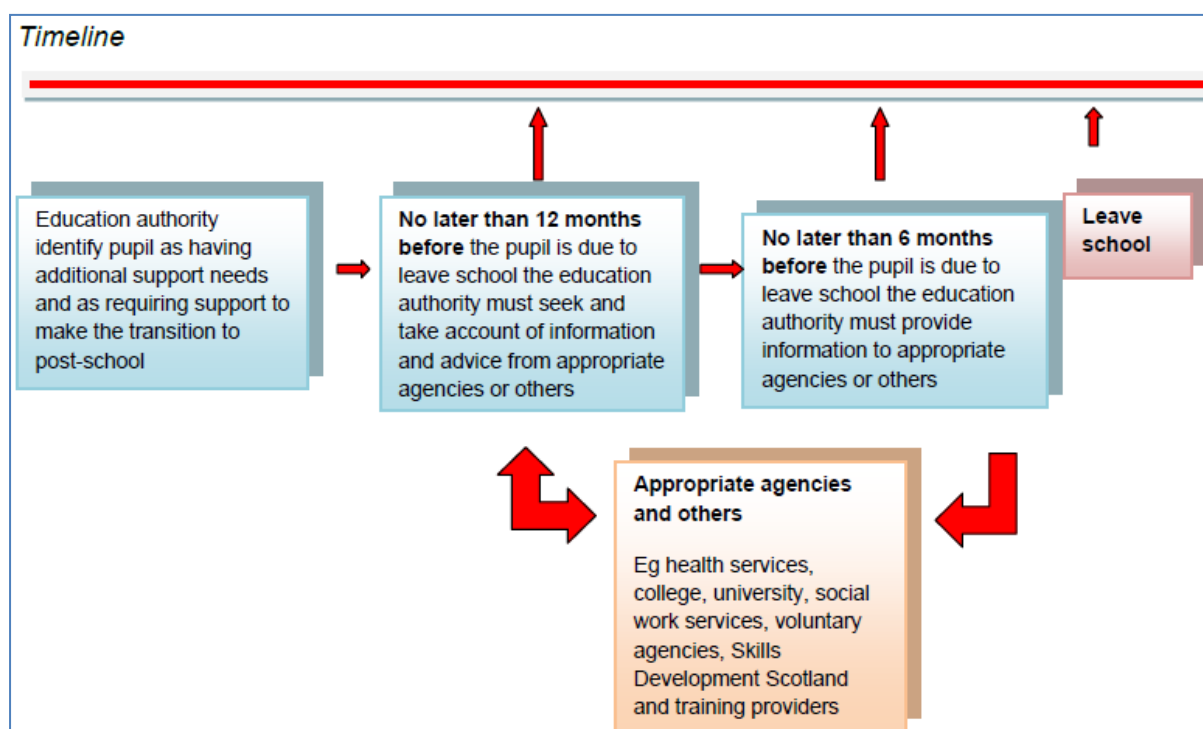 Timeline
Education authority
identify pupil as having
additional support needs
and as requiring support to
make the transition to
post-school
No later than 12 months
before the pupil is due to
leave school the education
authority must seek and
take account of information
and advice from appropriate
agencies or others
No later than 6 months
before the pupil is due to
leave school the education
authority must provide
information to appropriate
agencies or others
Leave
school
Appropriate agencies
and others
Eg health services,
college, university, social
work services, voluntary
agencies, Skills
Development Scotland
and training providers